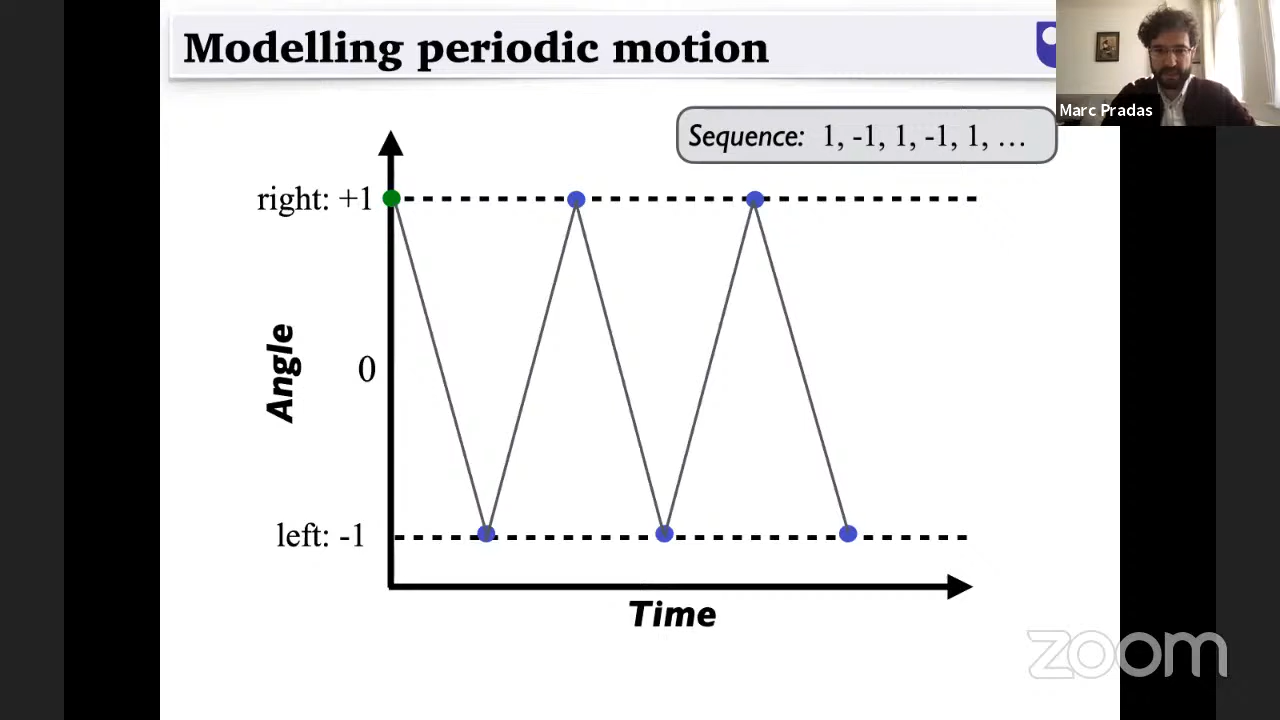 Modelling periodic motion
Marc Pradas
Sequence: 1, -1, 1, -1, 1, …
right: +1
Angle
0
left: -1
Time
zoom